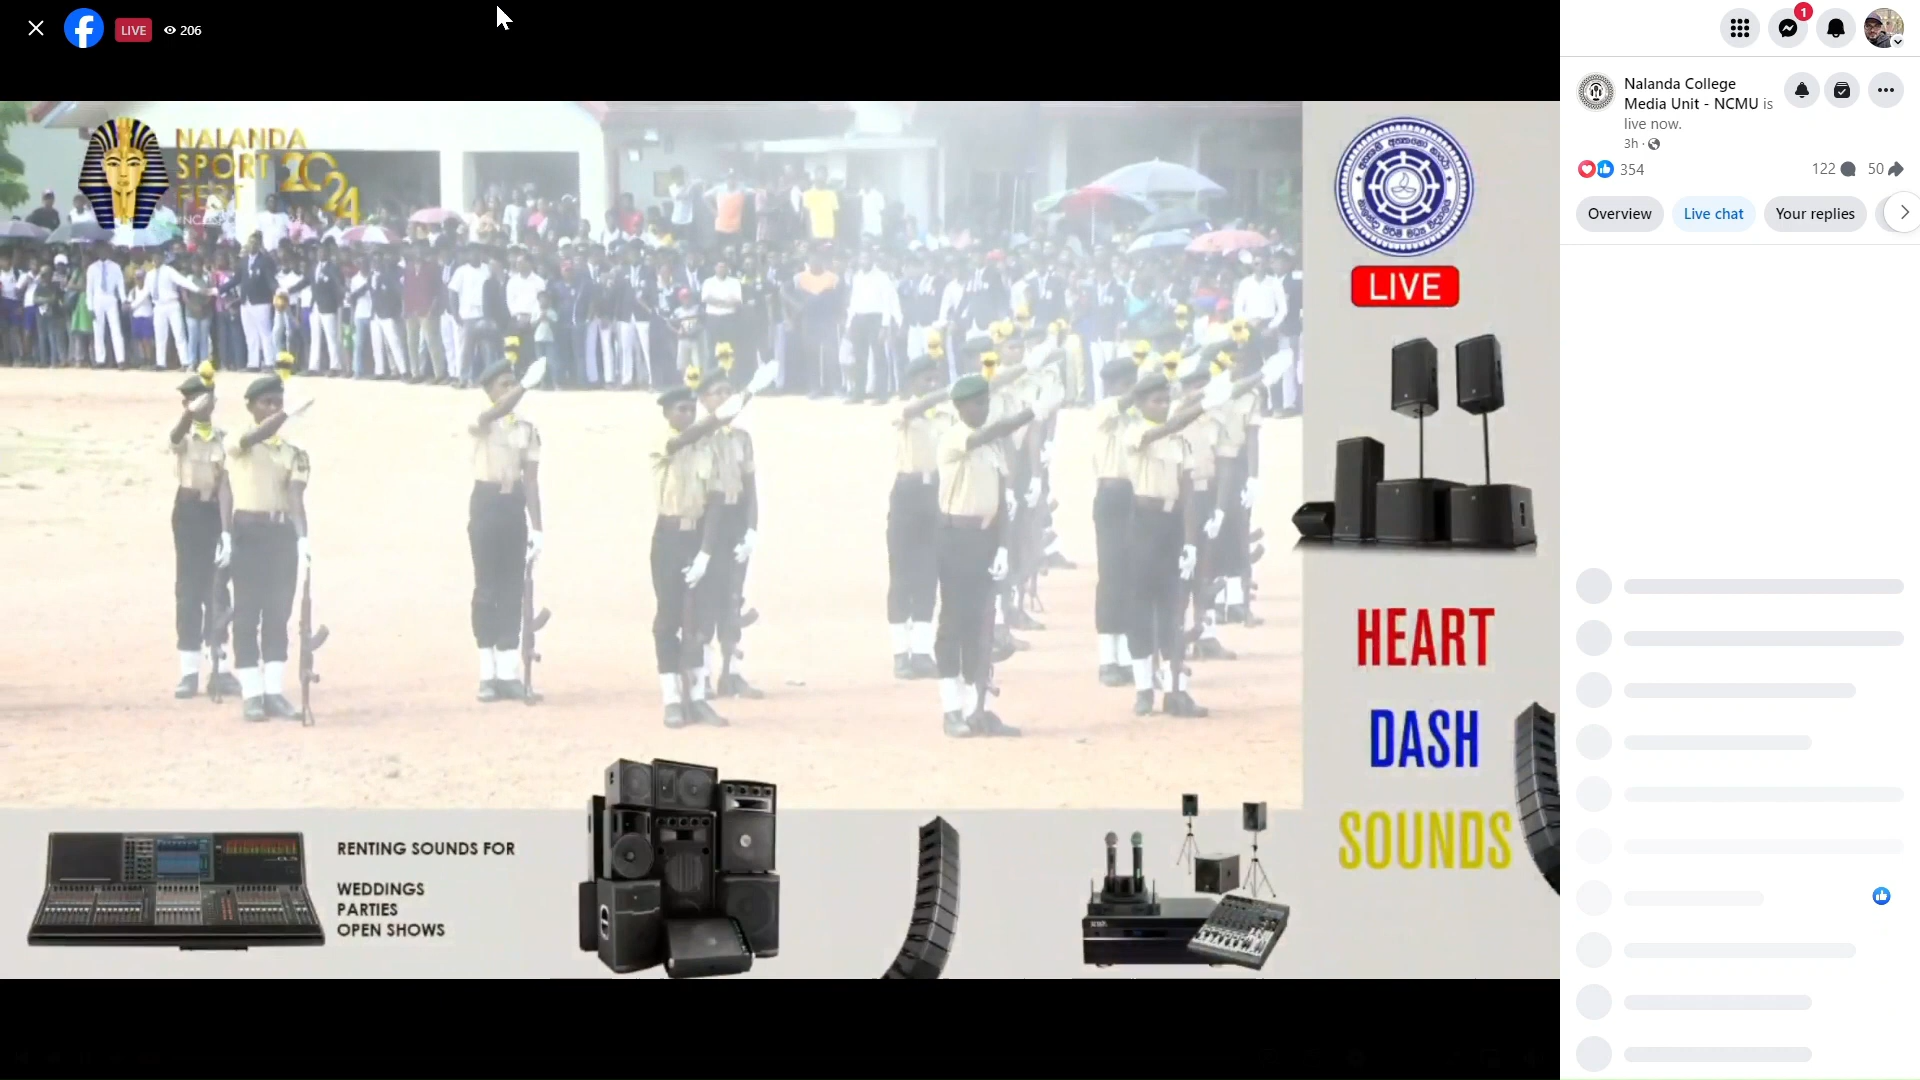 LIVE
206
NALANDA
SPORT
FEST
2024
LIVE
HEART
DASH
SOUNDS
RENTING SOUNDS FOR
WEDDINGS
PARTIES
OPEN SHOWS
1
Nalanda College
Media Unit - NCMU is
live now.
3h ·
354
122
50
Overview
Live chat
Your replies